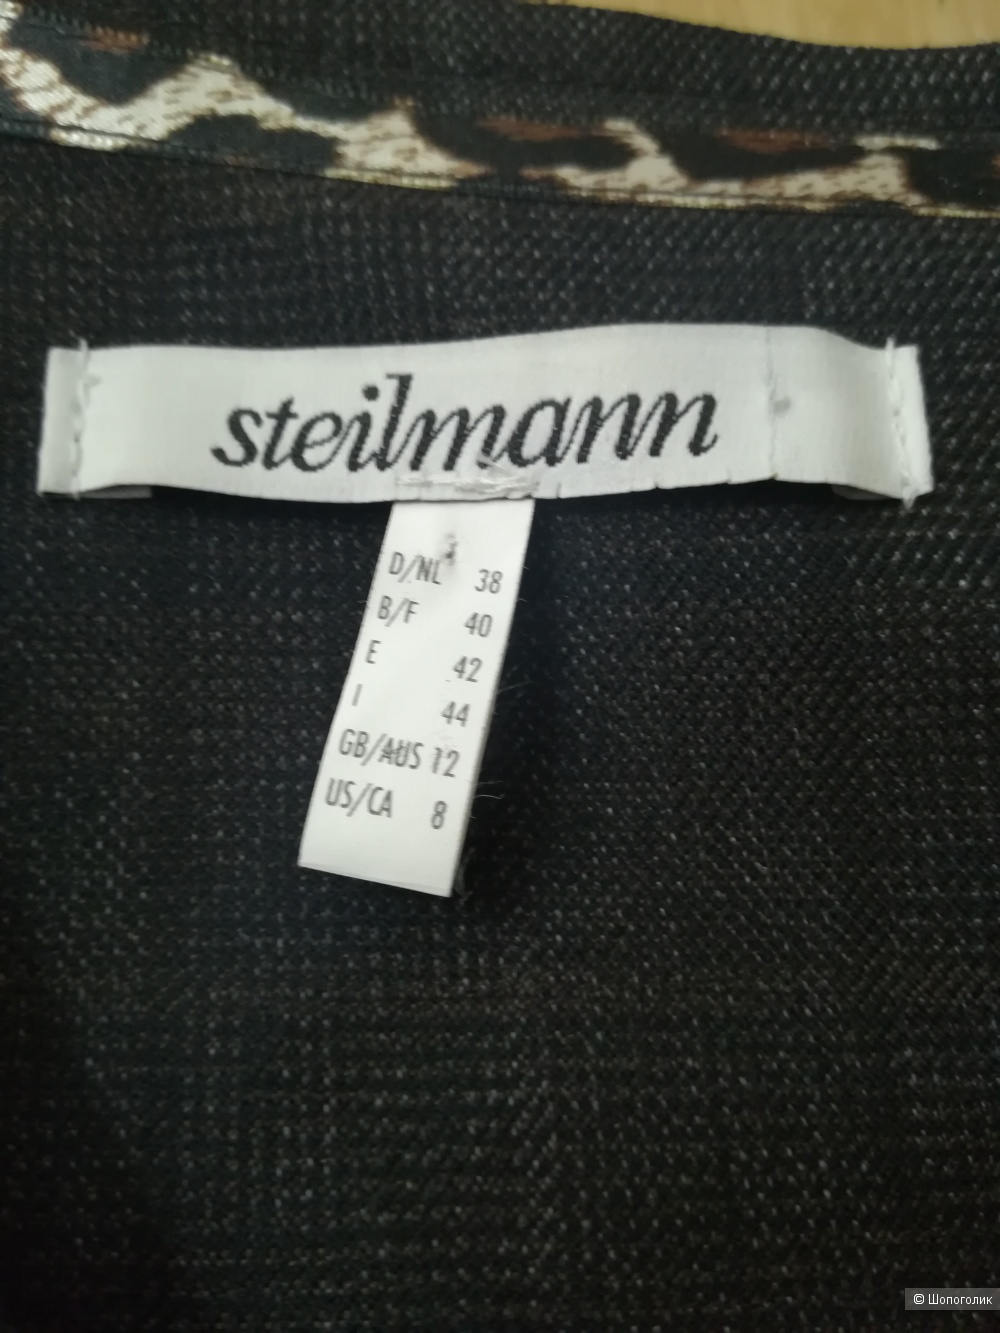 steilmann
D/NL 38
B/F 40
E 42
I 44
GB/AUS 12
US/CA 8
© Шопоголик